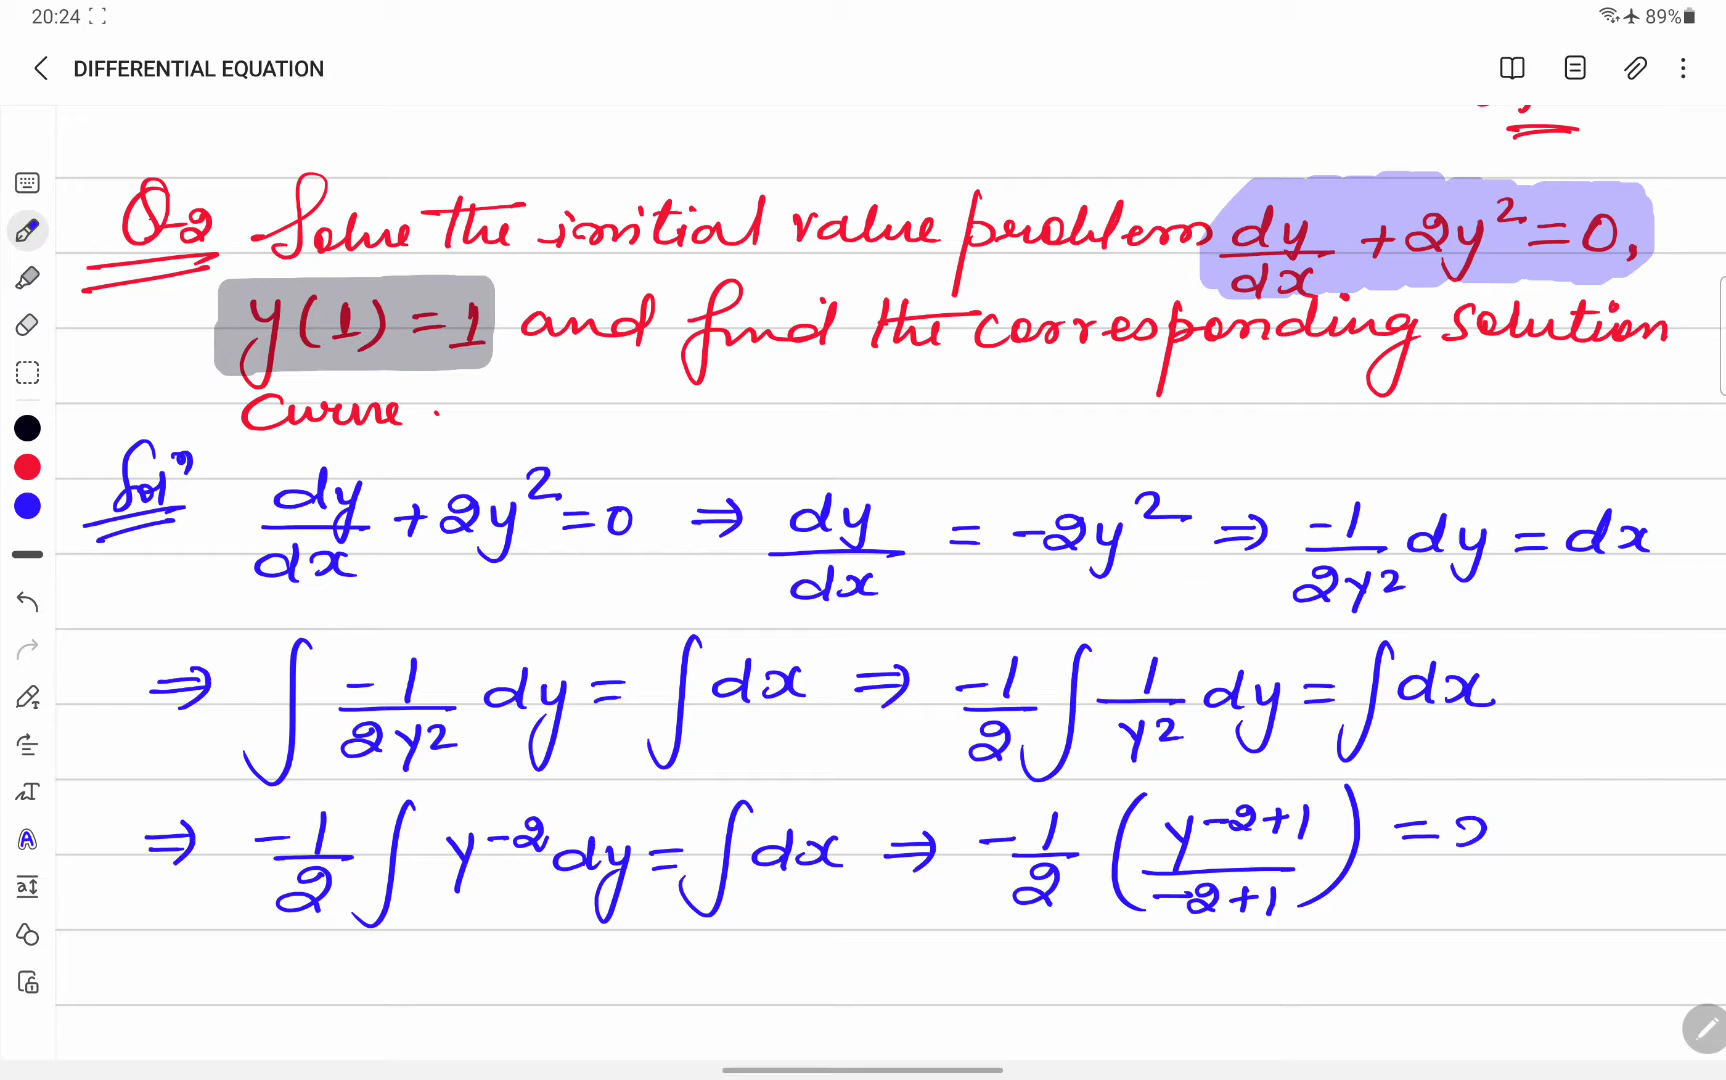 20:24 89%
DIFFERENTIAL EQUATION
Q-2 Solve the initial value problem dy/dx + 2y² = 0,
y(1) = 1 and find the corresponding solution
curve.
Solⁿ dy/dx + 2y² = 0 ⇒ dy/dx = -2y² ⇒ -1/2y² dy = dx
⇒ ∫ -1/2y² dy = ∫ dx ⇒ -1/2 ∫ 1/y² dy = ∫ dx
⇒ -1/2 ∫ y⁻² dy = ∫ dx ⇒ -1/2 (y⁻²⁺¹/-2+1) =